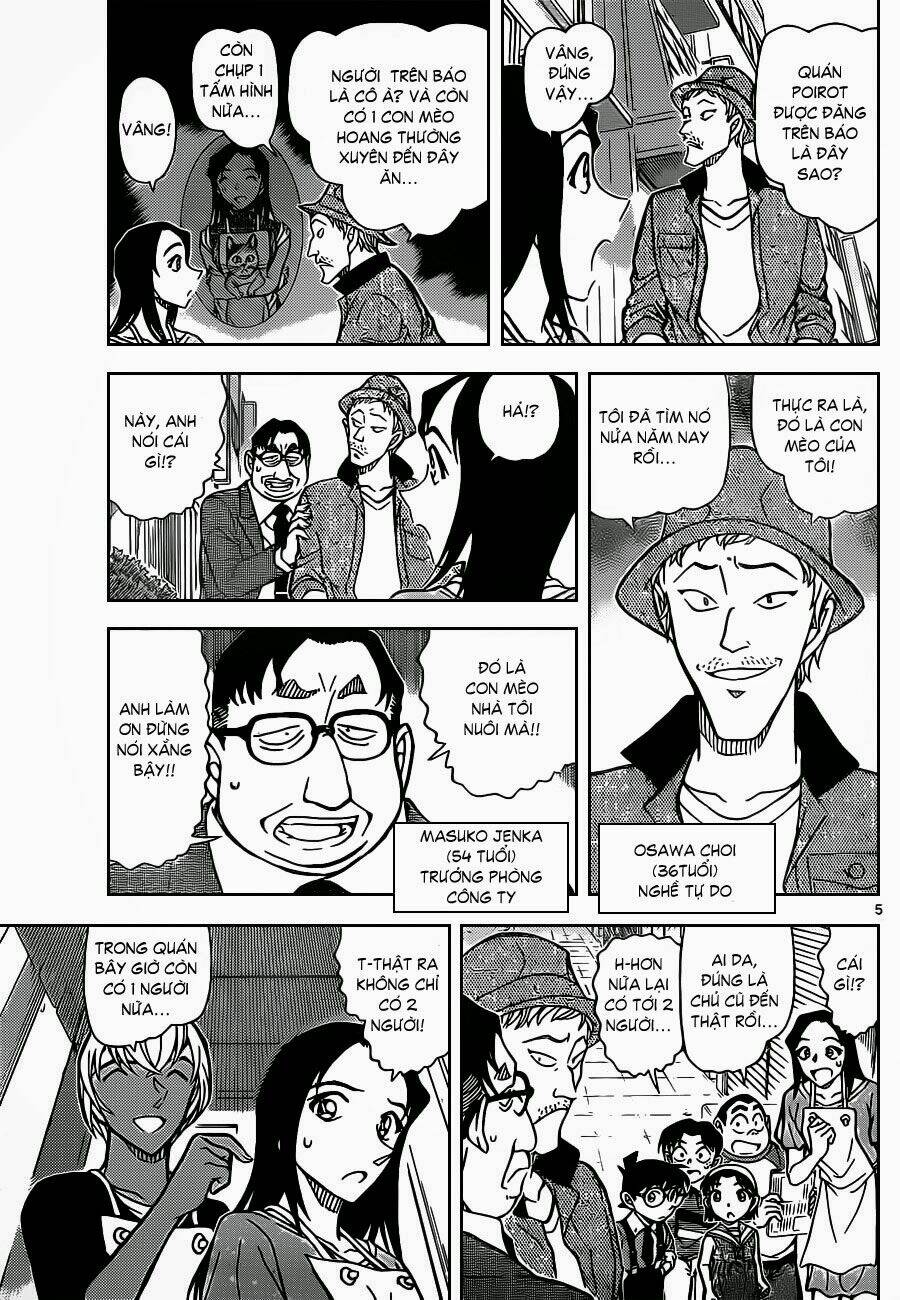 QUÁN
POIROT
ĐƯỢC ĐĂNG
TRÊN BÁO
LÀ ĐÂY
SAO?
VÂNG,
ĐÚNG
VẬY...
NGƯỜI TRÊN BÁO
LÀ CÔ À? VÀ CÒN
CÓ 1 CON MÈO
HOANG THƯỜNG
XUYÊN ĐẾN ĐÂY
ĂN...
CÒN
CHỤP 1
TẤM HÌNH
NỮA...
VÂNG!
THỰC RA LÀ,
ĐÓ LÀ CON
MÈO CỦA
TÔI!
TÔI ĐÃ TÌM NÓ
NỬA NĂM NAY
RỒI...
OSAWA CHOI
(36TUỔI)
NGHỀ TỰ DO
HẢ!?
NÀY, ANH
NÓI CÁI
GÌ!?
ĐÓ LÀ
CON MÈO
NHÀ TÔI
NUÔI MÀ!!
ANH LÀM
ƠN ĐỪNG
NÓI XẰNG
BẬY!!
MASUKO JENKA
(54 TUỔI)
TRƯỞNG PHÒNG
CÔNG TY
5
CÁI
GÌ!?
AI DA,
ĐÚNG LÀ
CHỦ CŨ ĐẾN
THẬT RỒI...
H-HƠN
NỮA LẠI
CÓ TỚI 2
NGƯỜI...
T-THẬT RA
KHÔNG CHỈ
CÓ 2
NGƯỜI!
TRONG QUÁN
BÂY GIỜ CÒN
CÓ 1 NGƯỜI
NỮA...